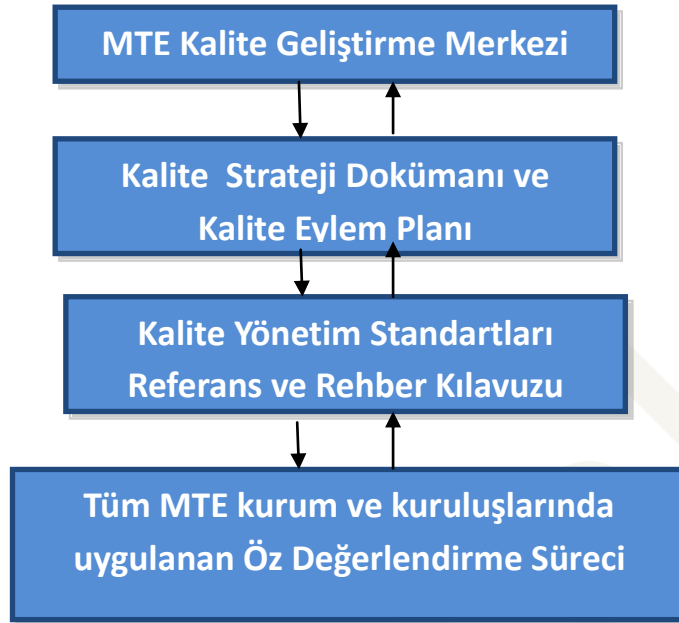 MTE Kalite Geliştirme Merkezi
Kalite Strateji Dokümanı ve
Kalite Eylem Planı
Kalite Yönetim Standartları
Referans ve Rehber Kılavuzu
Tüm MTE kurum ve kuruluşlarında
uygulanan Öz Değerlendirme Süreci